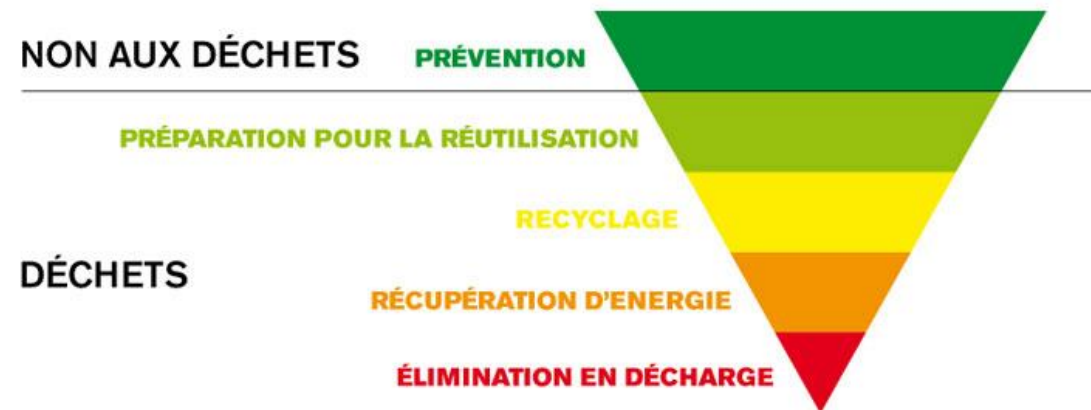 NON AUX DÉCHETS PRÉVENTION
PRÉPARATION POUR LA RÉUTILISATION
RECYCLAGE
DÉCHETS
RÉCUPÉRATION D'ENERGIE
ÉLIMINATION EN DÉCHARGE